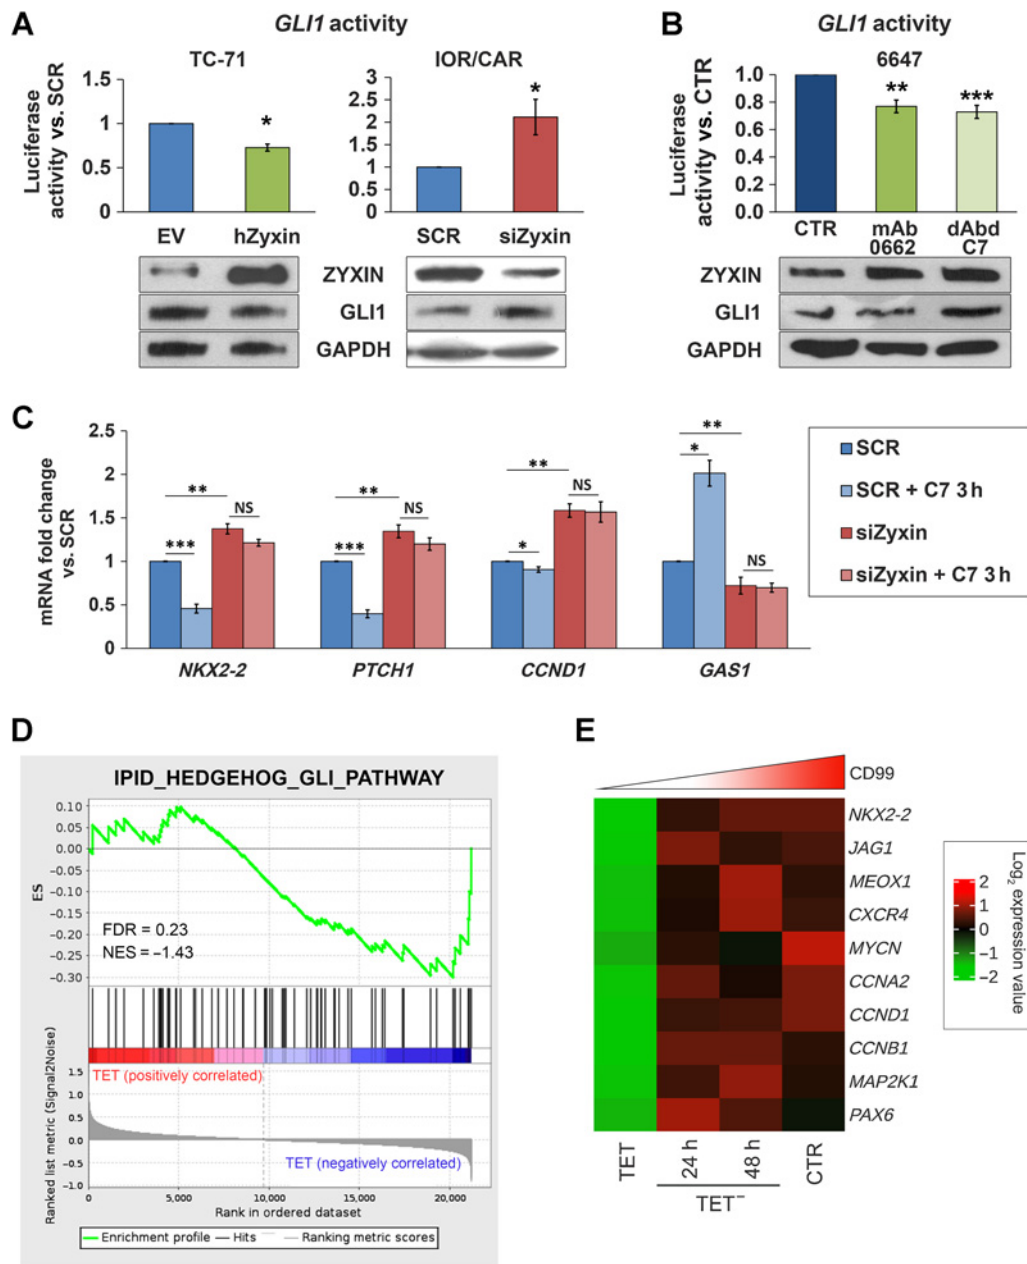 A
GLI1 activity
TC-71
IOR/CAR
Luciferase
activity vs. SCR
1.5
1
0.5
0
*
EV
hZyxin
3
2.5
2
1.5
1
0.5
0
*
SCR
siZyxin
ZYXIN
GLI1
GAPDH
B
GLI1 activity
6647
Luciferase
activity vs. CTR
1.0
0.8
0.6
0.4
0.2
0.0
**
***
CTR
mAb
0662
dAbd
C7
ZYXIN
GLI1
GAPDH
C
mRNA fold change
vs. SCR
2.5
2
1.5
1
0.5
0
***
**
NS
***
**
NS
*
**
NS
*
**
NS
NKX2-2
PTCH1
CCND1
GAS1
SCR
SCR + C7 3 h
siZyxin
siZyxin + C7 3 h
D
IPID_HEDGEHOG_GLI_PATHWAY
ES
0.10
0.05
0.00
−0.05
−0.10
−0.15
−0.20
−0.25
−0.30
FDR = 0.23
NES = −1.43
Ranked list metric (Signal2Noise)
TET (positively correlated)
1.5
1.0
0.5
0.0
−0.5
−1.0
TET (negatively correlated)
0
5,000
10,000
15,000
20,000
Rank in ordered dataset
Enrichment profile
Hits
Ranking metric scores
E
CD99
NKX2-2
JAG1
MEOX1
CXCR4
MYCN
CCNA2
CCND1
CCNB1
MAP2K1
PAX6
TET
24 h
48 h
CTR
TET−
2
1
0
−1
−2
Log2 expression value